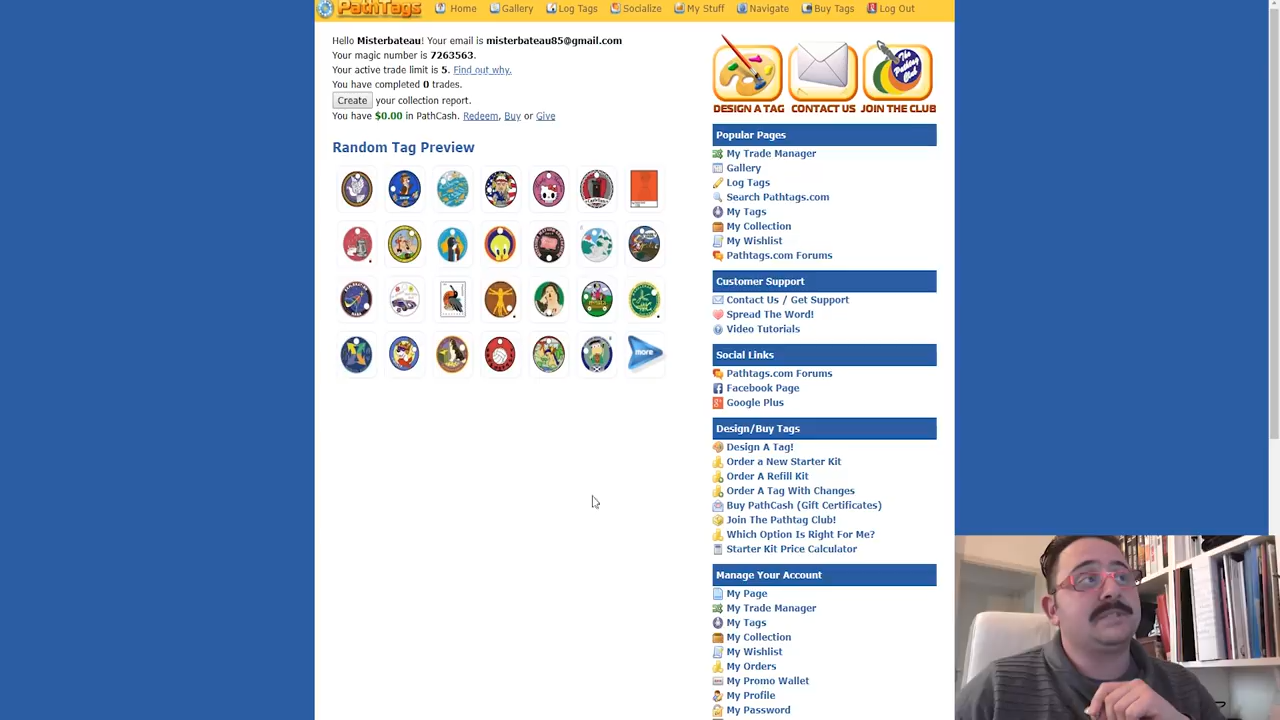 PathTags
Home Gallery Log Tags Socialize My Stuff Navigate Buy Tags Log Out
Hello Misterbateau! Your email is misterbateau85@gmail.com
Your magic number is 7263563.
Your active trade limit is 5. Find out why.
You have completed 0 trades.
Create your collection report.
You have $0.00 in PathCash. Redeem, Buy or Give
Random Tag Preview
more
DESIGN A TAG CONTACT US JOIN THE CLUB
Popular Pages
My Trade Manager
Gallery
Log Tags
Search Pathtags.com
My Tags
My Collection
My Wishlist
Pathtags.com Forums
Customer Support
Contact Us / Get Support
Spread The Word!
Video Tutorials
Social Links
Pathtags.com Forums
Facebook Page
Google Plus
Design/Buy Tags
Design A Tag!
Order a New Starter Kit
Order A Refill Kit
Order A Tag With Changes
Buy PathCash (Gift Certificates)
Join The Pathtag Club!
Which Option Is Right For Me?
Starter Kit Price Calculator
Manage Your Account
My Page
My Trade Manager
My Tags
My Collection
My Wishlist
My Orders
My Promo Wallet
My Profile
My Password